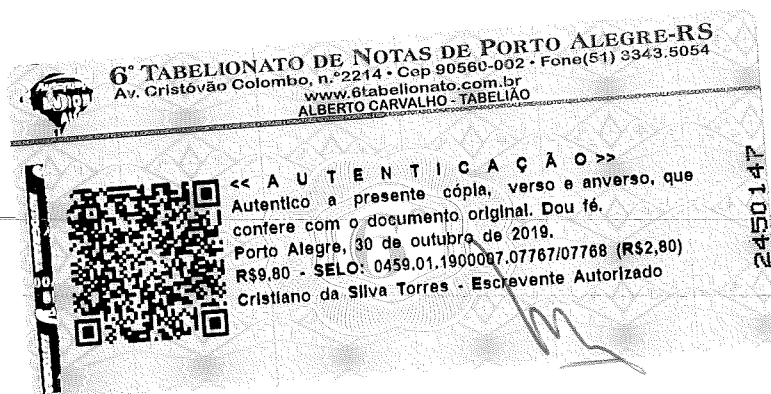 6° TABELIONATO DE NOTAS DE PORTO ALEGRE-RS
Av. Cristóvão Colombo, n.º2214 • Cep 90560-002 • Fone(51) 3343.5054
www.6tabelionato.com.br
ALBERTO CARVALHO - TABELIÃO
<< A U T E N T I C A Ç Ã O >>
Autentico a presente cópia, verso e anverso, que
confere com o documento original. Dou fé.
Porto Alegre, 30 de outubro de 2019.
R$9,80 - SELO: 0459.01.1900007.07767/07768 (R$2,80)
Cristiano da Silva Torres - Escrevente Autorizado
2450147